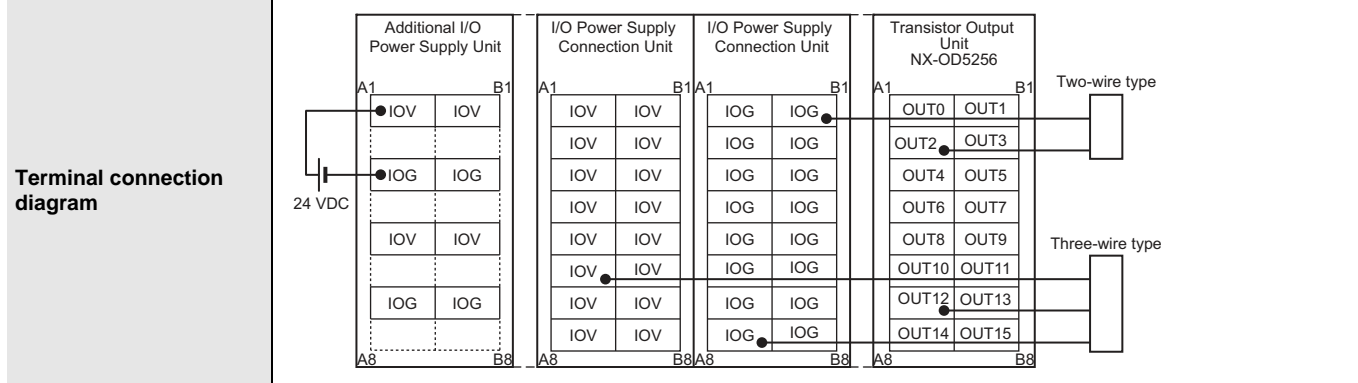 Terminal connection
diagram
Additional I/O
Power Supply Unit
I/O Power Supply
Connection Unit
I/O Power Supply
Connection Unit
Transistor Output
Unit
NX-OD5256
Two-wire type
A1 B1 A1 B1 A1 B1 A1 B1
IOV IOV IOV IOV IOG IOG OUT0 OUT1
IOV IOV IOG IOG OUT2 OUT3
IOG IOG IOV IOV IOG IOG OUT4 OUT5
24 VDC
IOV IOV IOG IOG OUT6 OUT7
IOV IOV IOV IOV IOG IOG OUT8 OUT9
Three-wire type
IOV IOV IOG IOG OUT10 OUT11
IOG IOG IOV IOV IOG IOG OUT12 OUT13
IOV IOV IOG IOG OUT14 OUT15
A8 B8 A8 B8 A8 B8 A8 B8